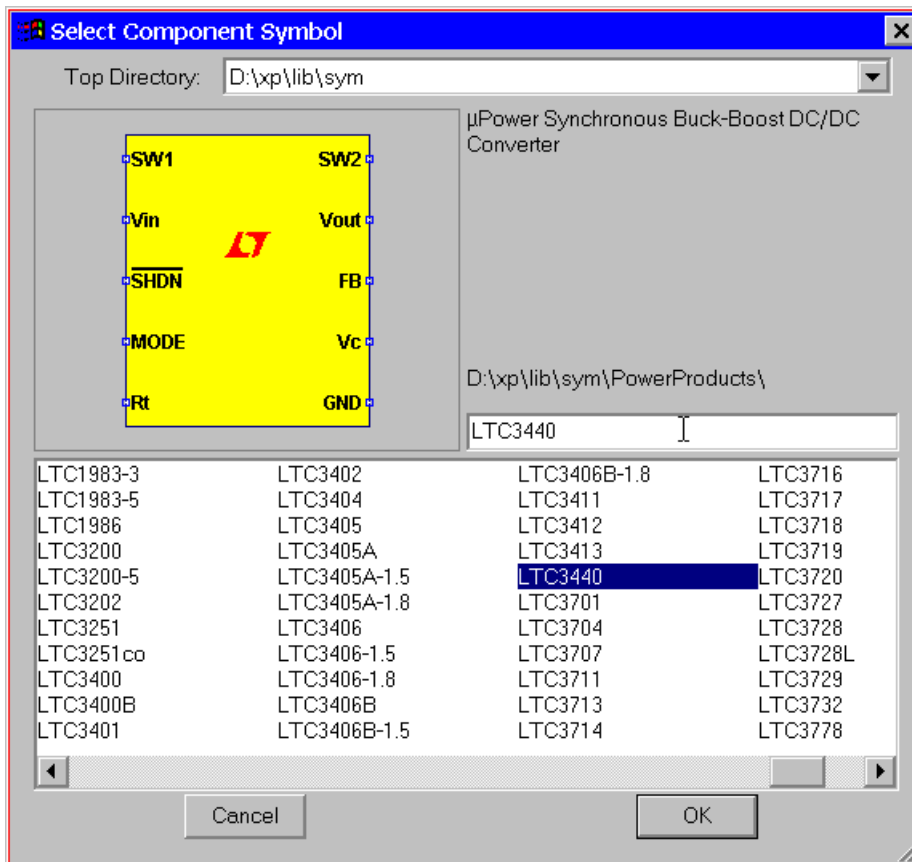 Select Component Symbol
Top Directory: D:\xp\lib\sym
µPower Synchronous Buck-Boost DC/DC
Converter
SW1 SW2
Vin Vout
SHDN FB
MODE Vc
Rt GND
D:\xp\lib\sym\PowerProducts\
LTC3440
LTC1983-3 LTC3402 LTC3406B-1.8 LTC3716
LTC1983-5 LTC3404 LTC3411 LTC3717
LTC1986 LTC3405 LTC3412 LTC3718
LTC3200 LTC3405A LTC3413 LTC3719
LTC3200-5 LTC3405A-1.5 LTC3440 LTC3720
LTC3202 LTC3405A-1.8 LTC3701 LTC3727
LTC3251 LTC3406 LTC3704 LTC3728
LTC3251co LTC3406-1.5 LTC3707 LTC3728L
LTC3400 LTC3406-1.8 LTC3711 LTC3729
LTC3400B LTC3406B LTC3713 LTC3732
LTC3401 LTC3406B-1.5 LTC3714 LTC3778
Cancel OK